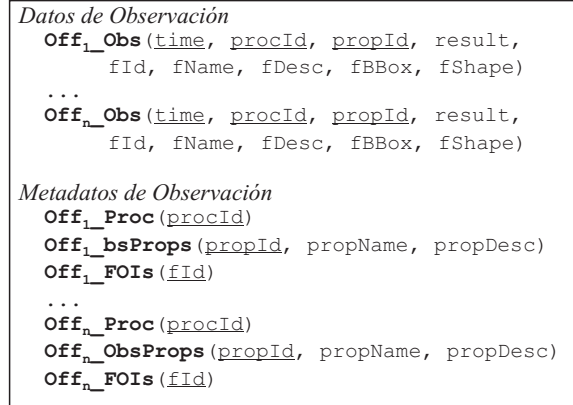 Datos de Observación
Off1_Obs(time, procId, propId, result,
fId, fName, fDesc, fBBox, fShape)
...
Offn_Obs(time, procId, propId, result,
fId, fName, fDesc, fBBox, fShape)
Metadatos de Observación
Off1_Proc(procId)
Off1_bsProps(propId, propName, propDesc)
Off1_FOIs(fId)
...
Offn_Proc(procId)
Offn_ObsProps(propId, propName, propDesc)
Offn_FOIs(fId)